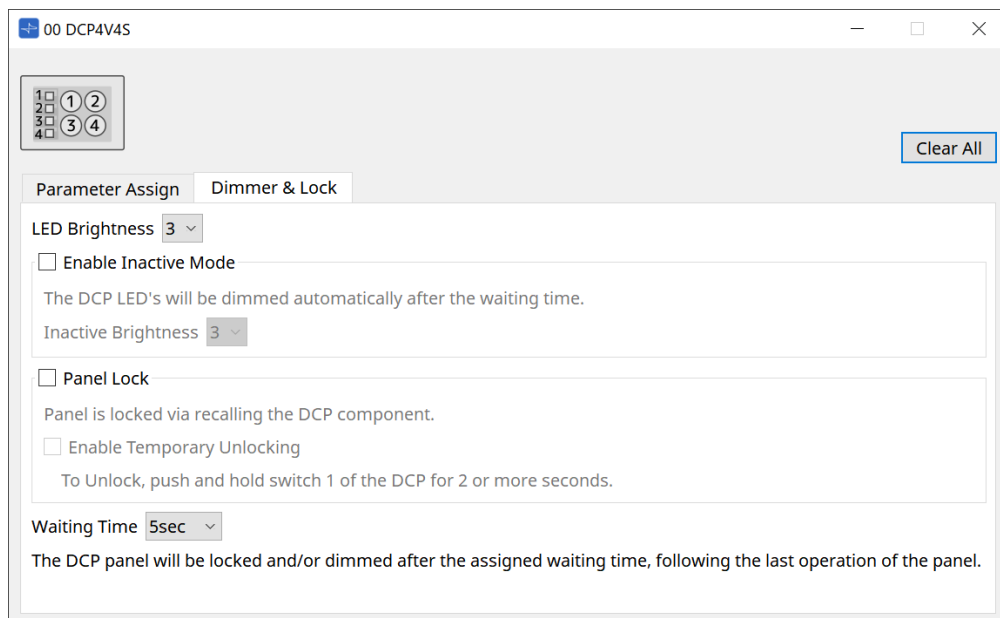 00 DCP4V4S
1 1 2
2
3 3 4
4
Clear All
Parameter Assign Dimmer & Lock
LED Brightness 3
Enable Inactive Mode
The DCP LED's will be dimmed automatically after the waiting time.
Inactive Brightness 3
Panel Lock
Panel is locked via recalling the DCP component.
Enable Temporary Unlocking
To Unlock, push and hold switch 1 of the DCP for 2 or more seconds.
Waiting Time 5sec
The DCP panel will be locked and/or dimmed after the assigned waiting time, following the last operation of the panel.